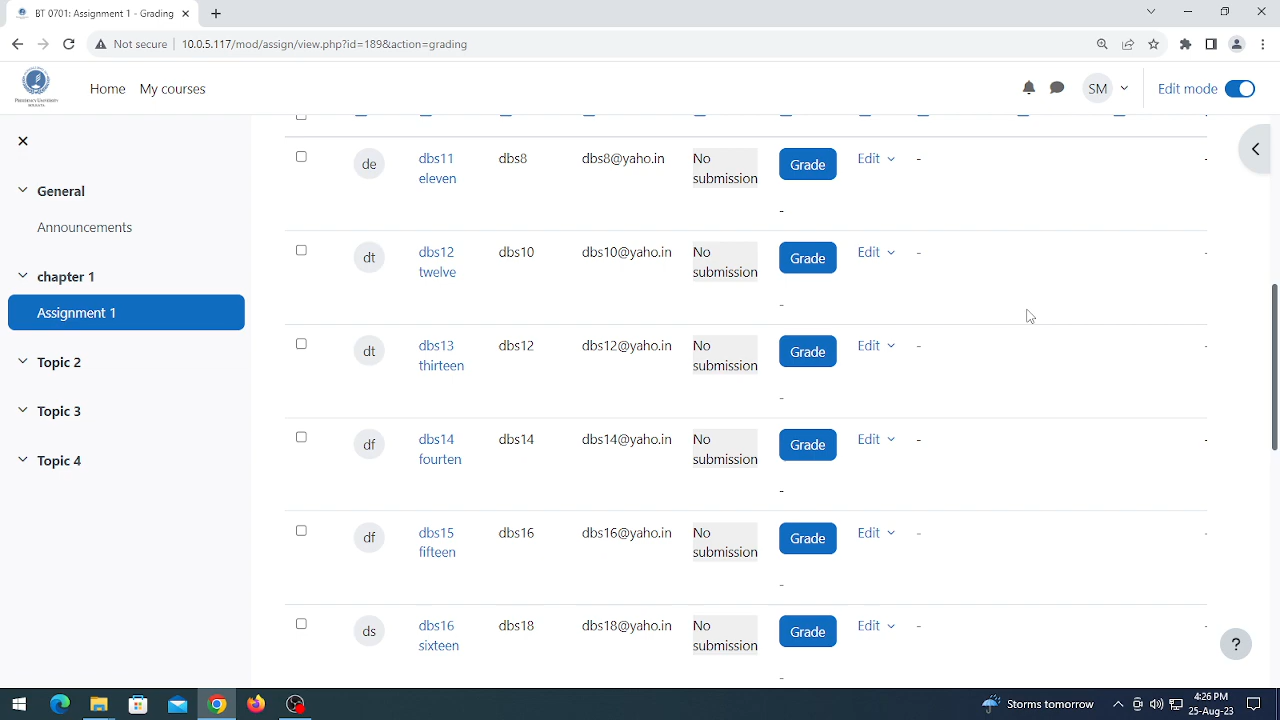 BT 0701: Assignment 1 - Grading
Not secure 10.0.5.117/mod/assign/view.php?id=189&action=grading
Home My courses SM Edit mode
General
Announcements
chapter 1
Assignment 1
Topic 2
Topic 3
Topic 4
de dbs11 dbs8 dbs8@yaho.in No Grade Edit -
eleven submission
-
dt dbs12 dbs10 dbs10@yaho.in No Grade Edit -
twelve submission
-
dt dbs13 dbs12 dbs12@yaho.in No Grade Edit -
thirteen submission
-
df dbs14 dbs14 dbs14@yaho.in No Grade Edit -
fourten submission
-
df dbs15 dbs16 dbs16@yaho.in No Grade Edit -
fifteen submission
-
ds dbs16 dbs18 dbs18@yaho.in No Grade Edit -
sixteen submission
-
?
Storms tomorrow
4:26 PM
25-Aug-23